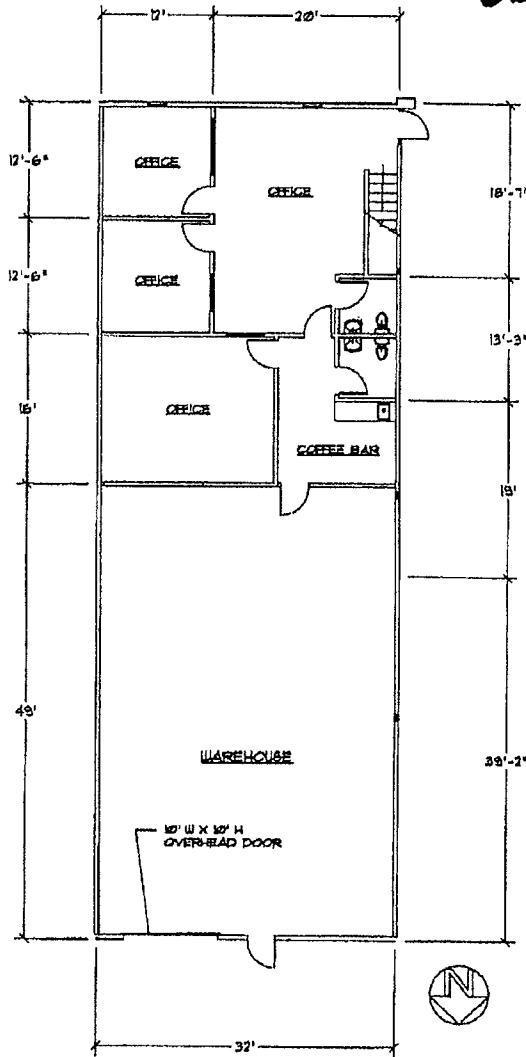 12'
20'
12'-6"
OFFICE
OFFICE
18'-7"
12'-6"
OFFICE
13'-3"
16'
OFFICE
COFFEE BAR
19'
49'
WAREHOUSE
39'-2"
10' W X 10' H
OVERHEAD DOOR
N
32'